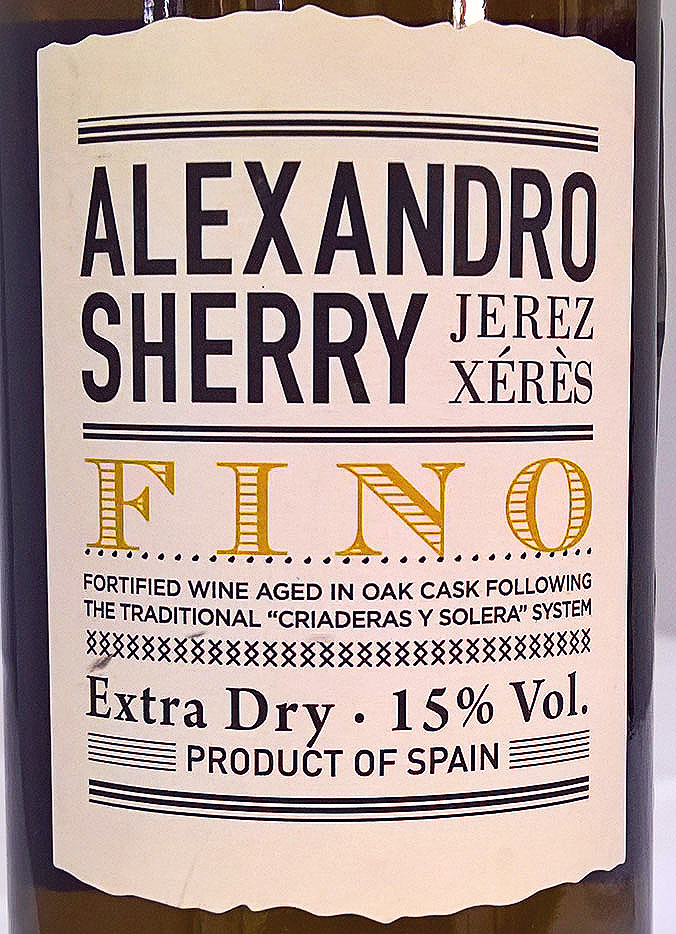 ALEXANDRO
SHERRY JEREZ
XÉRÈS
FINO
FORTIFIED WINE AGED IN OAK CASK FOLLOWING
THE TRADITIONAL “CRIADERAS Y SOLERA” SYSTEM
Extra Dry · 15% Vol.
PRODUCT OF SPAIN